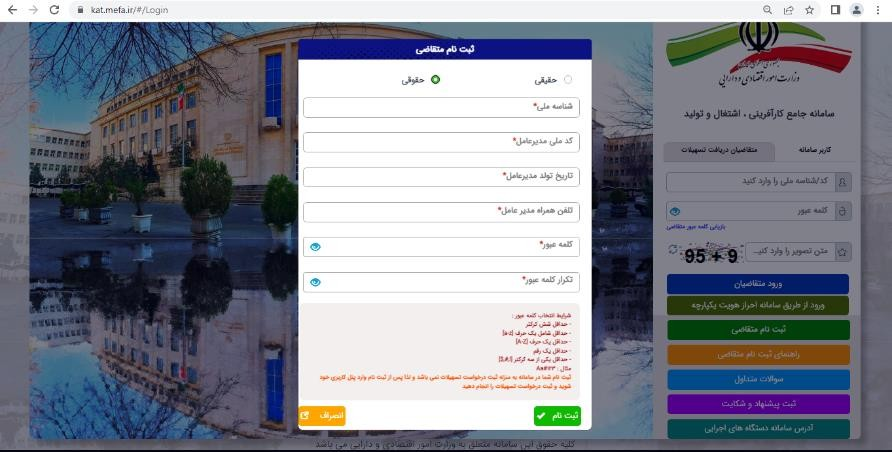 kat.mefa.ir/#/Login
ثبت نام متقاضی
حقیقی
حقوقی
شناسه ملی*
کد ملی مدیرعامل*
تاریخ تولد مدیرعامل*
تلفن همراه مدیر عامل*
کلمه عبور*
تکرار کلمه عبور*
شرایط انتخاب کلمه عبور :
- حداقل شش کرکتر
- حداقل شامل یک حرف [a-z]
- حداقل یک حرف [A-Z]
- حداقل یک رقم
- حداقل یکی از سه کرکتر [!,#,$]
مثال : Aa#123
ثبت نام شما در سامانه به منزله ثبت درخواست تسهیلات نمی باشد و لذا پس از ثبت نام وارد پنل کاربری خود
شوید و ثبت درخواست تسهیلات را انجام دهید
ثبت نام
انصراف
جمهوری اسلامی ایران
وزارت امور اقتصادی و دارایی
سامانه جامع کارآفرینی ، اشتغال و تولید
کاربر سامانه
متقاضیان دریافت تسهیلات
کد/شناسه ملی را وارد کنید
کلمه عبور
بازیابی کلمه عبور متقاضی
متن تصویر را وارد کنید...
95 + 9
ورود متقاضیان
ورود از طریق سامانه احراز هویت یکپارچه
ثبت نام متقاضی
راهنمای ثبت نام متقاضی
سوالات متداول
ثبت پیشنهاد و شکایت
آدرس سامانه دستگاه های اجرایی
کلیه حقوق این سامانه متعلق به وزارت امور اقتصادی و دارایی می باشد